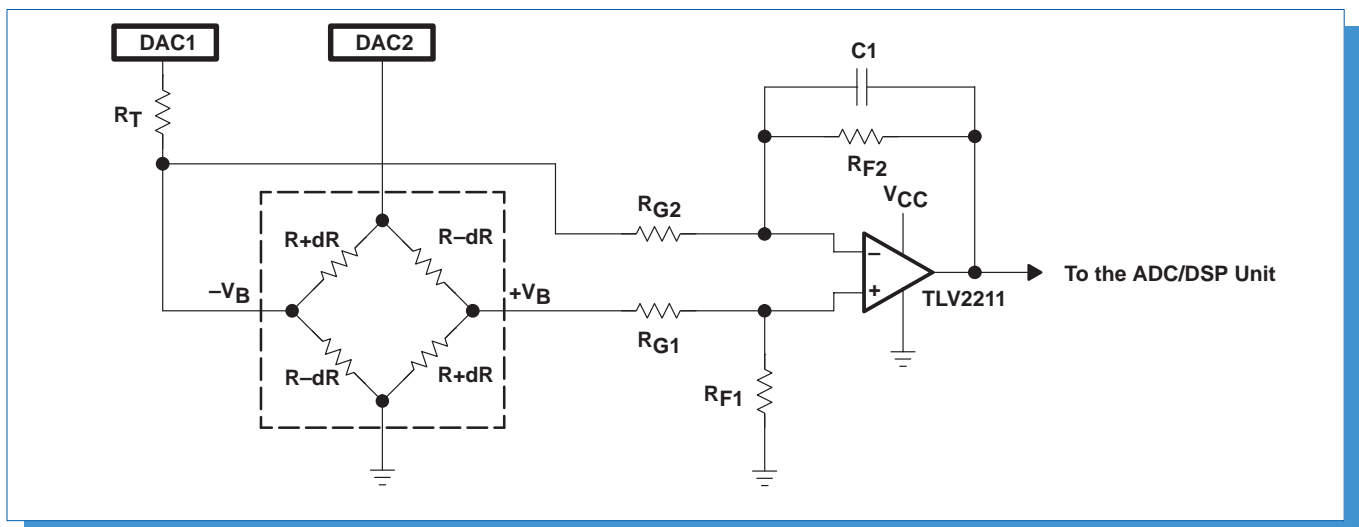 DAC1
DAC2
C1
RT
RF2
VCC
RG2
R+dR
R–dR
–VB
+VB
–
+
TLV2211
To the ADC/DSP Unit
RG1
R–dR
R+dR
RF1